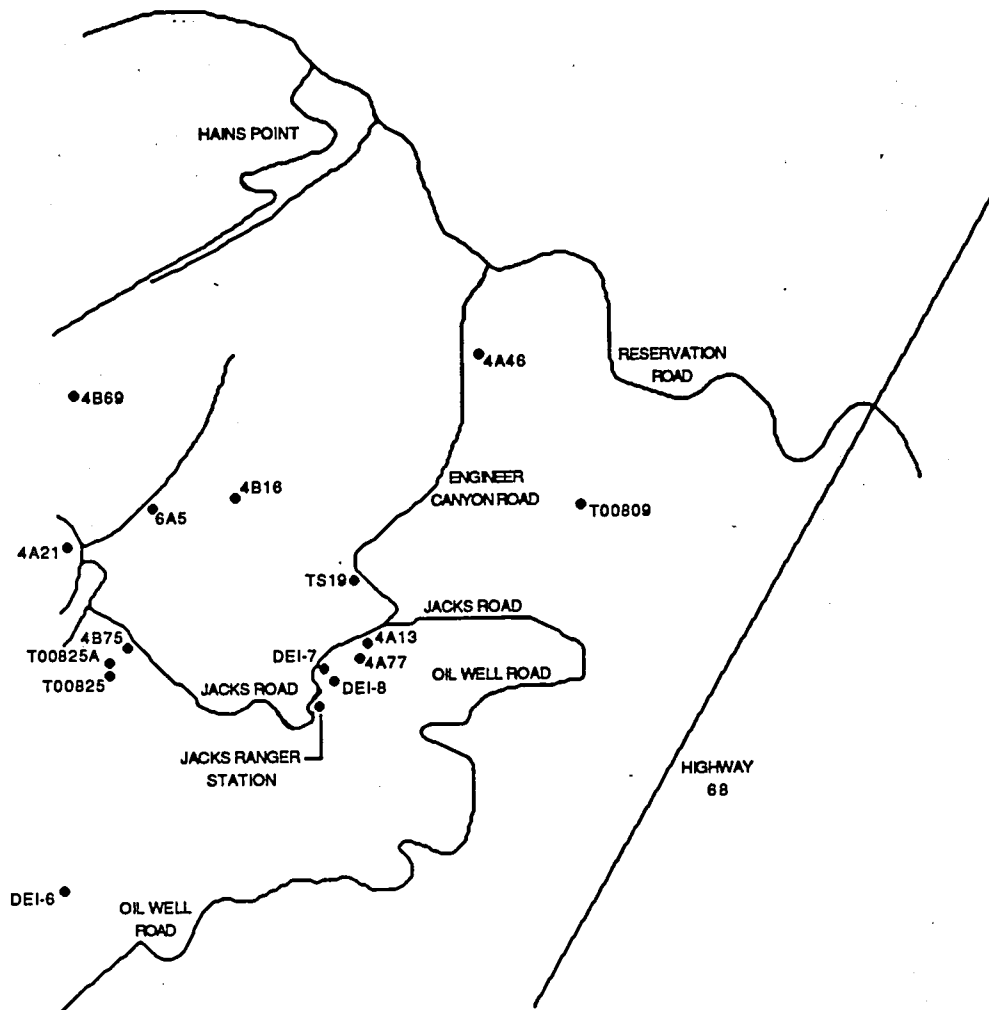 HAINS POINT
4A46
RESERVATION
ROAD
4B69
ENGINEER
CANYON ROAD
4B16
6A5
T00809
4A21
TS19
JACKS ROAD
4B75
4A13
T00825A
DEI-7
4A77
OIL WELL ROAD
T00825
JACKS ROAD
DEI-8
JACKS RANGER
STATION
HIGHWAY
68
DEI-6
OIL WELL
ROAD